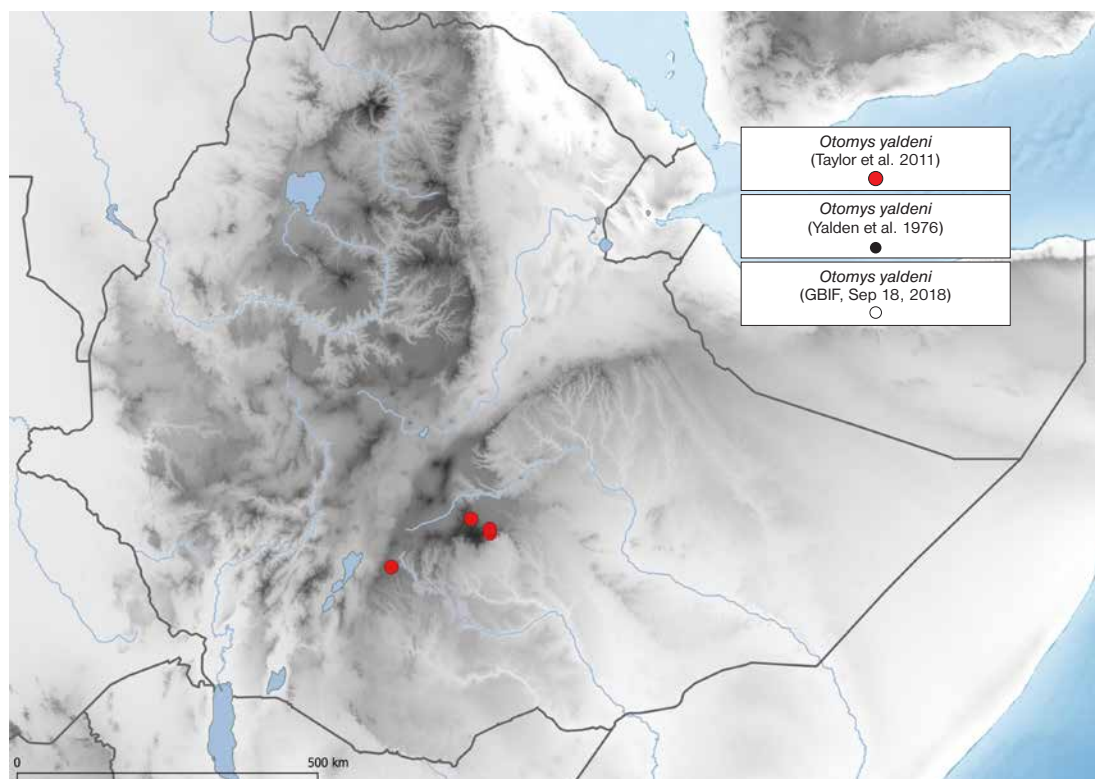 Otomys yaldeni
(Taylor et al. 2011)
Otomys yaldeni
(Yalden et al. 1976)
Otomys yaldeni
(GBIF, Sep 18, 2018)
0
500 km